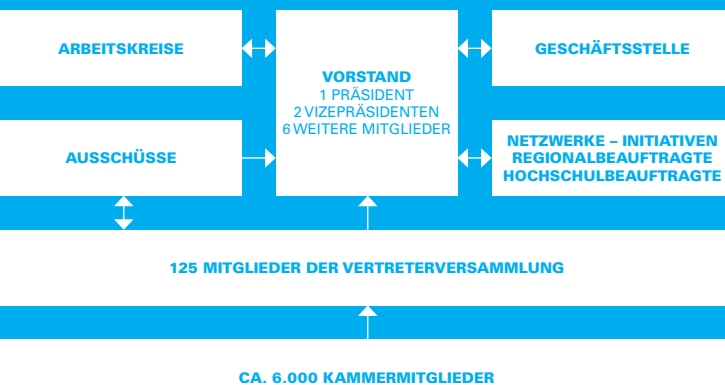 ARBEITSKREISE
VORSTAND
1 PRÄSIDENT
2 VIZEPRÄSIDENTEN
6 WEITERE MITGLIEDER
GESCHÄFTSSTELLE
AUSSCHÜSSE
NETZWERKE – INITIATIVEN
REGIONALBEAUFTRAGTE
HOCHSCHULBEAUFTRAGTE
125 MITGLIEDER DER VERTRETERVERSAMMLUNG
CA. 6.000 KAMMERMITGLIEDER